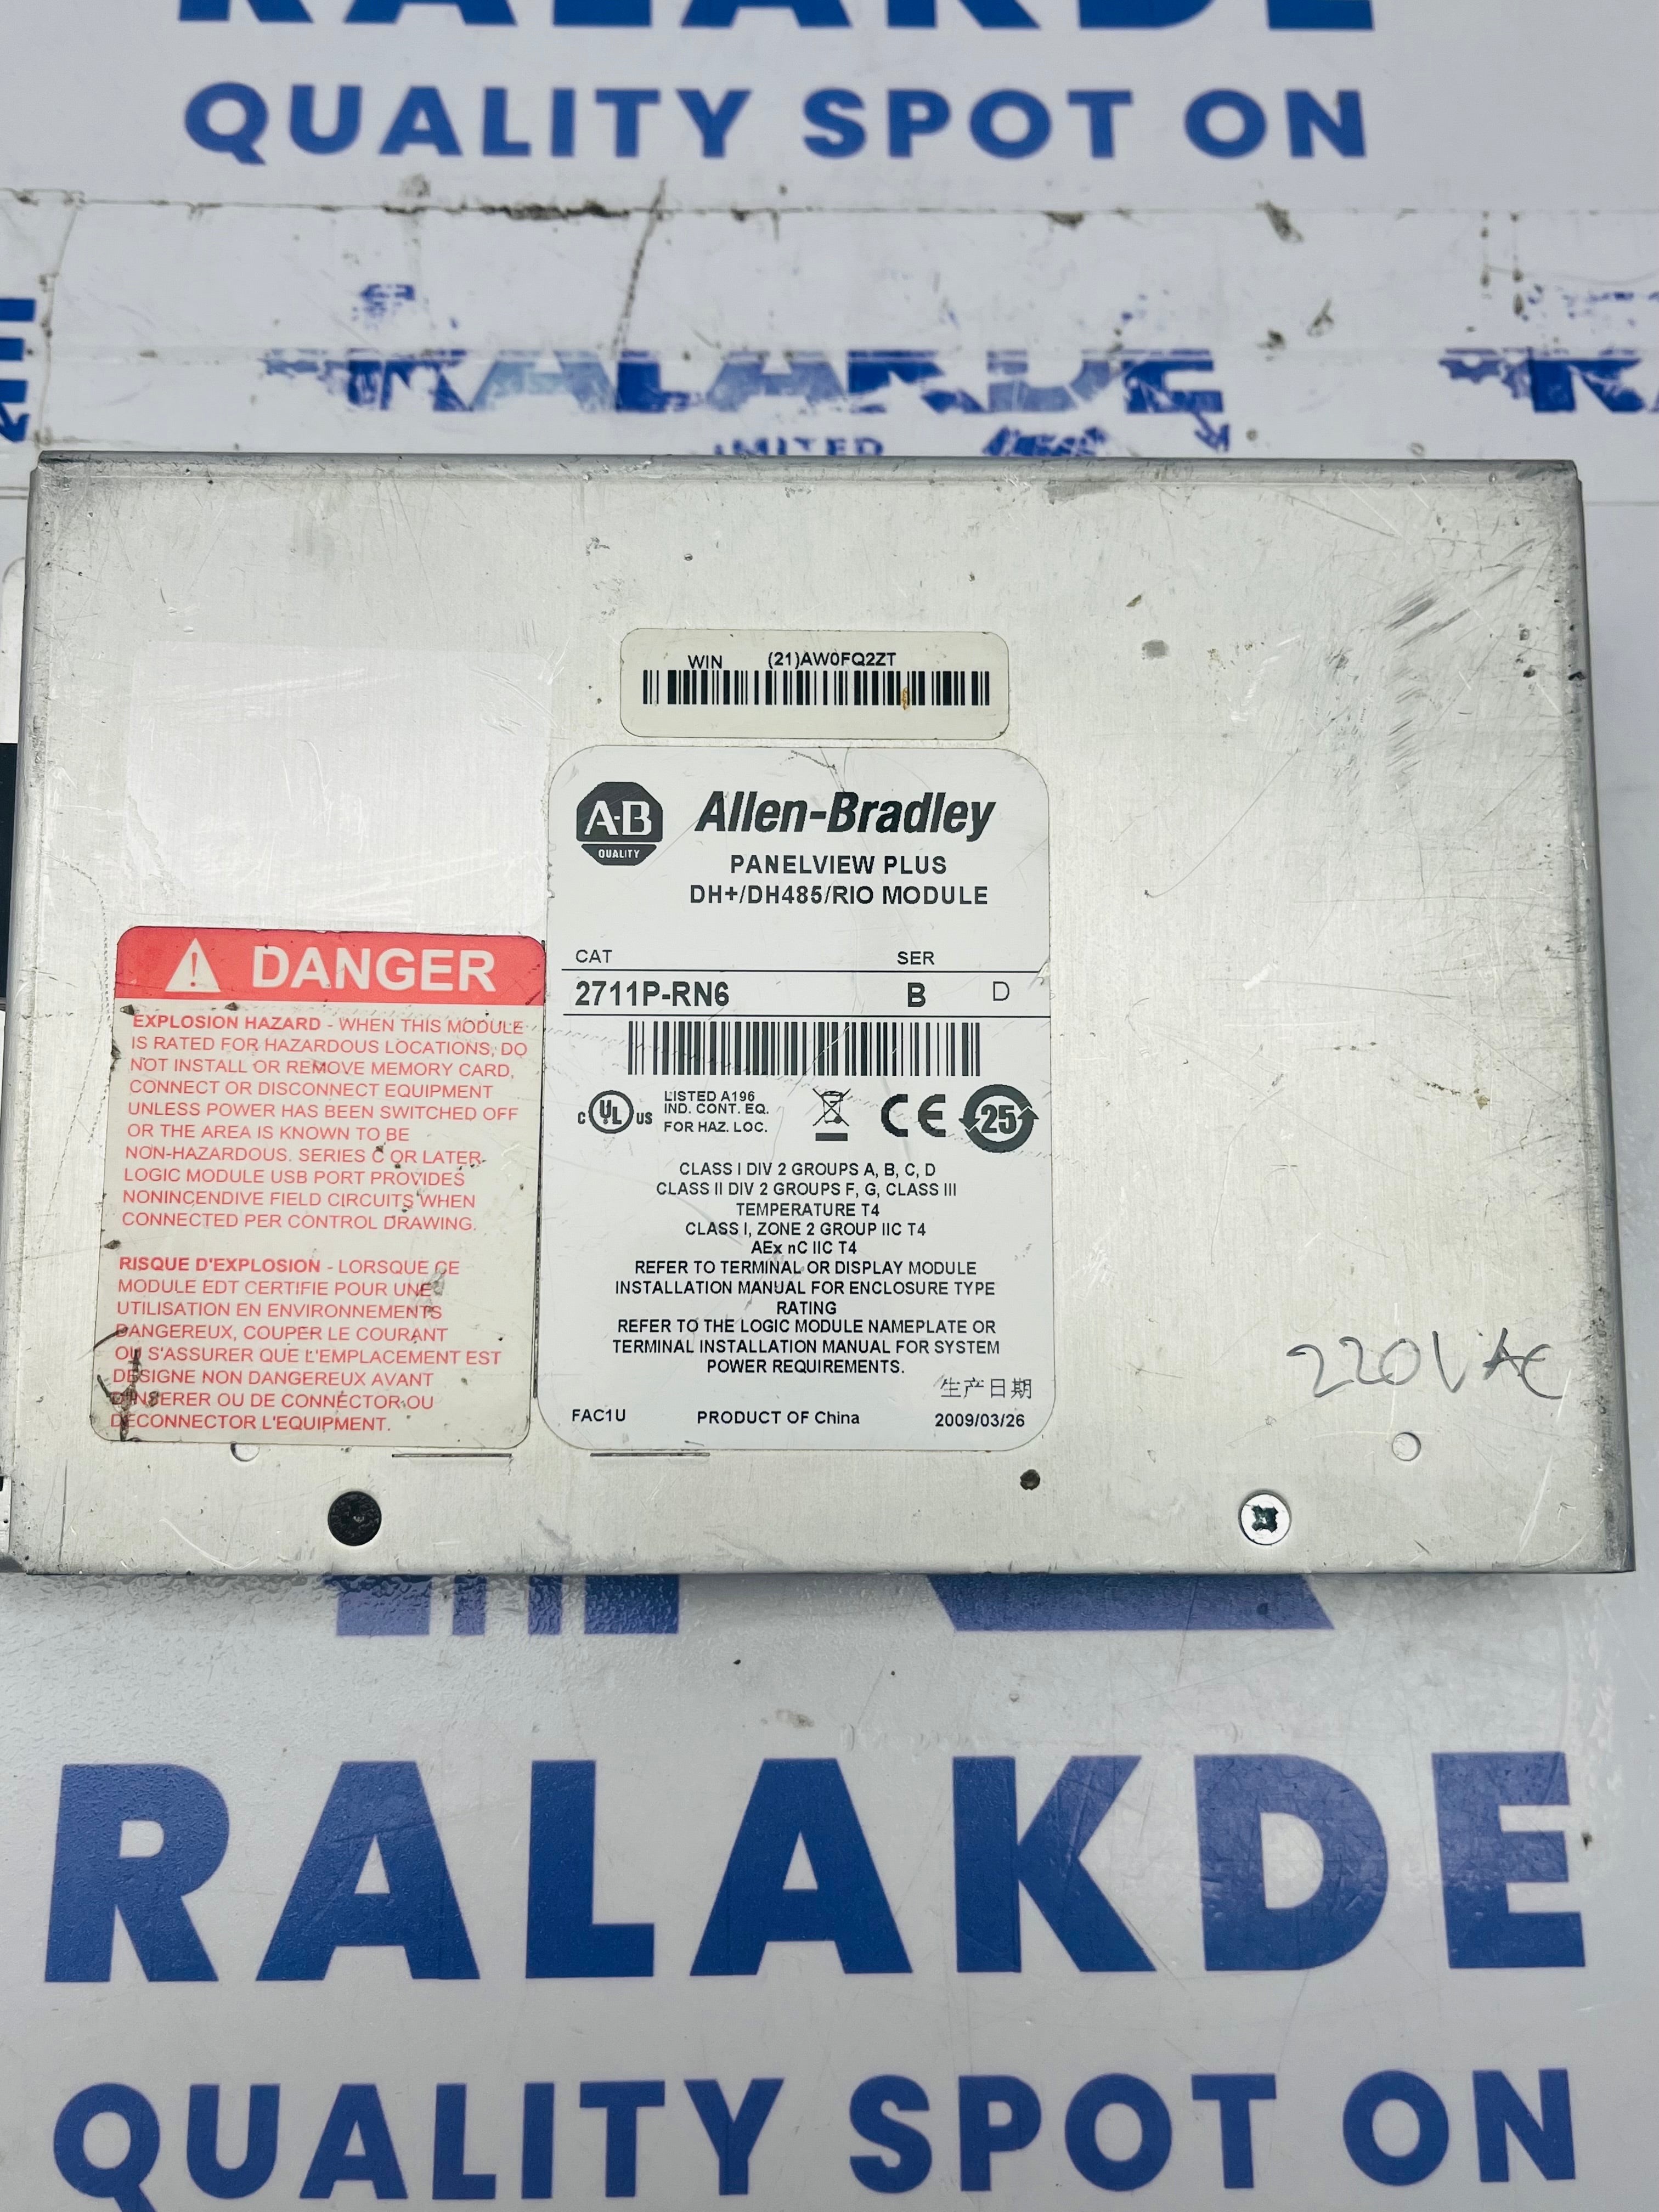 RALAKDE
QUALITY SPOT ON
RALAKDE
LIMITED
WIN (21)AW0FQ2ZT
A-B
QUALITY
Allen-Bradley
PANELVIEW PLUS
DH+/DH485/RIO MODULE
CAT SER
2711P-RN6 B D
C UL US
LISTED A196
IND. CONT. EQ.
FOR HAZ. LOC.
CE
25
CLASS I DIV 2 GROUPS A, B, C, D
CLASS II DIV 2 GROUPS F, G, CLASS III
TEMPERATURE T4
CLASS I, ZONE 2 GROUP IIC T4
AEx nC IIC T4
REFER TO TERMINAL OR DISPLAY MODULE
INSTALLATION MANUAL FOR ENCLOSURE TYPE
RATING
REFER TO THE LOGIC MODULE NAMEPLATE OR
TERMINAL INSTALLATION MANUAL FOR SYSTEM
POWER REQUIREMENTS.
生产日期
FAC1U PRODUCT OF China 2009/03/26
DANGER
EXPLOSION HAZARD - WHEN THIS MODULE
IS RATED FOR HAZARDOUS LOCATIONS, DO
NOT INSTALL OR REMOVE MEMORY CARD,
CONNECT OR DISCONNECT EQUIPMENT
UNLESS POWER HAS BEEN SWITCHED OFF
OR THE AREA IS KNOWN TO BE
NON-HAZARDOUS. SERIES C OR LATER
LOGIC MODULE USB PORT PROVIDES
NONINCENDIVE FIELD CIRCUITS WHEN
CONNECTED PER CONTROL DRAWING.
RISQUE D'EXPLOSION - LORSQUE CE
MODULE EDT CERTIFIE POUR UNE
UTILISATION EN ENVIRONNEMENTS
DANGEREUX, COUPER LE COURANT
OU S'ASSURER QUE L'EMPLACEMENT EST
DESIGNE NON DANGEREUX AVANT
D'INSERER OU DE CONNECTOR OU
DECONNECTOR L'EQUIPMENT.
220VAC
RALAKDE
QUALITY SPOT ON